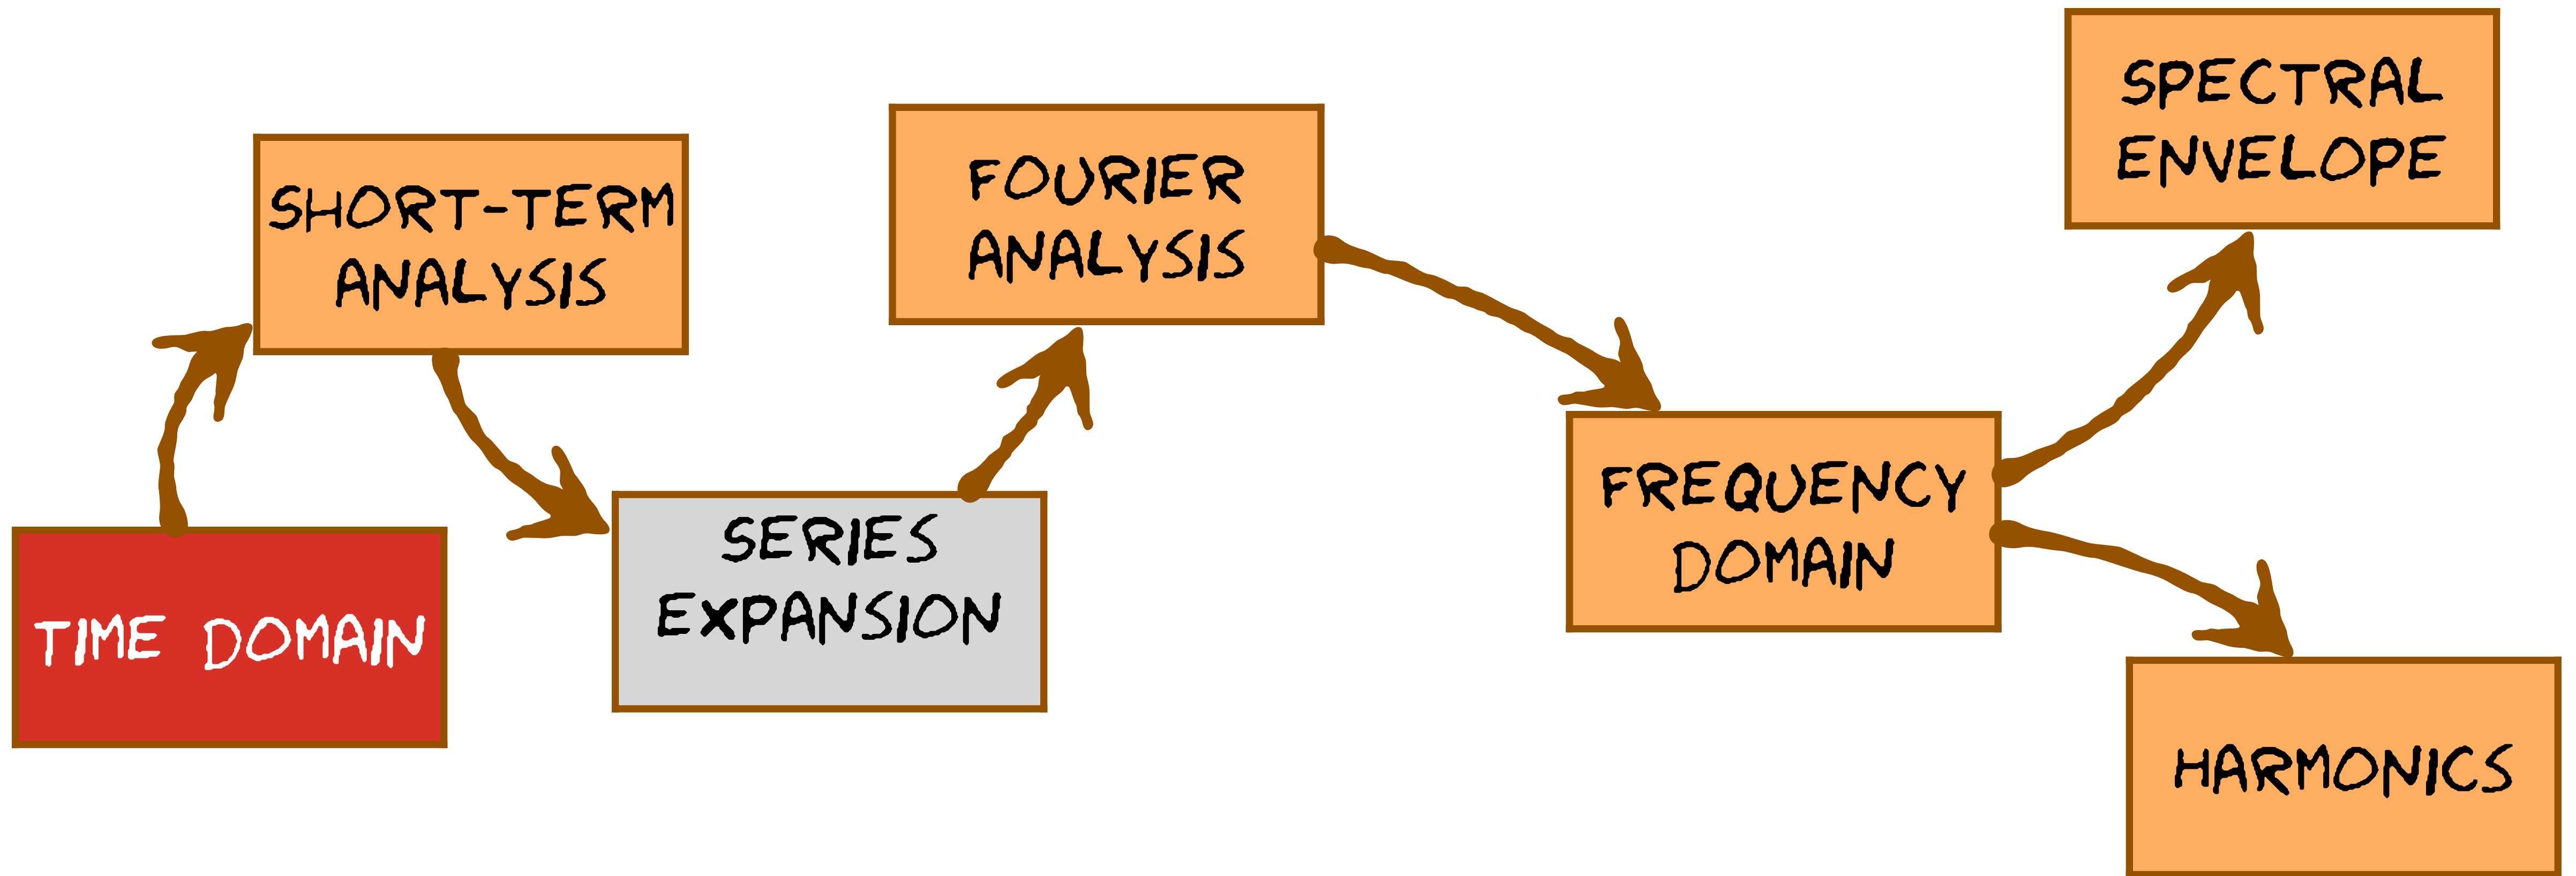 TIME DOMAIN
SHORT-TERM
ANALYSIS
SERIES
EXPANSION
FOURIER
ANALYSIS
FREQUENCY
DOMAIN
SPECTRAL
ENVELOPE
HARMONICS